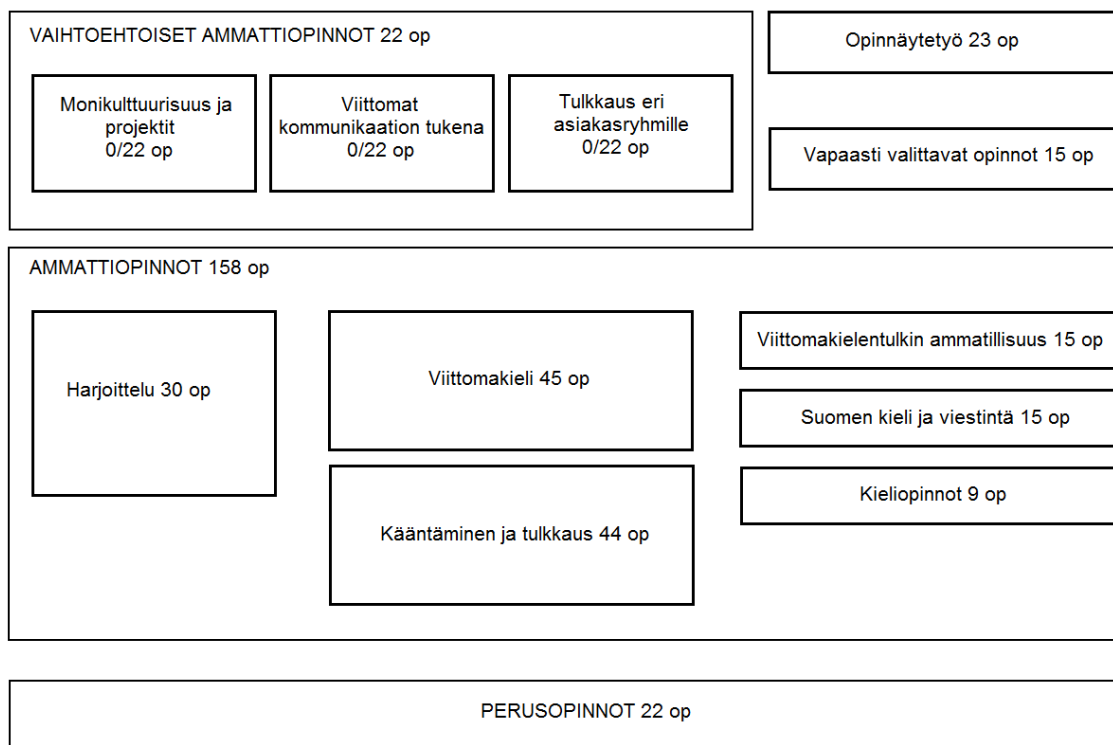 VAIHTOEHTOISET AMMATTIOPINNOT 22 op
Monikulttuurisuus ja
projektit
0/22 op
Viittomat
kommunikaation tukena
0/22 op
Tulkkaus eri
asiakasryhmille
0/22 op
Opinnäytetyö 23 op
Vapaasti valittavat opinnot 15 op
AMMATTIOPINNOT 158 op
Harjoittelu 30 op
Viittomakieli 45 op
Kääntäminen ja tulkkaus 44 op
Viittomakielentulkin ammatillisuus 15 op
Suomen kieli ja viestintä 15 op
Kieliopinnot 9 op
PERUSOPINNOT 22 op